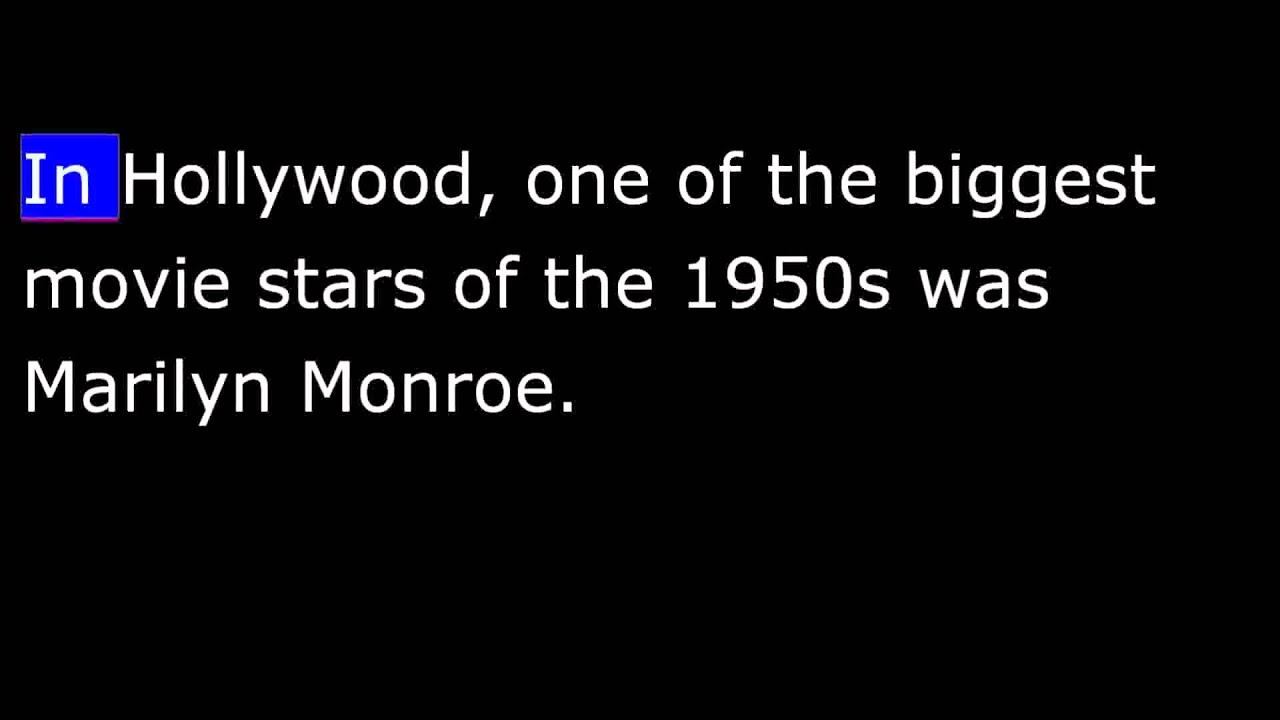 In Hollywood, one of the biggest
movie stars of the 1950s was
Marilyn Monroe.